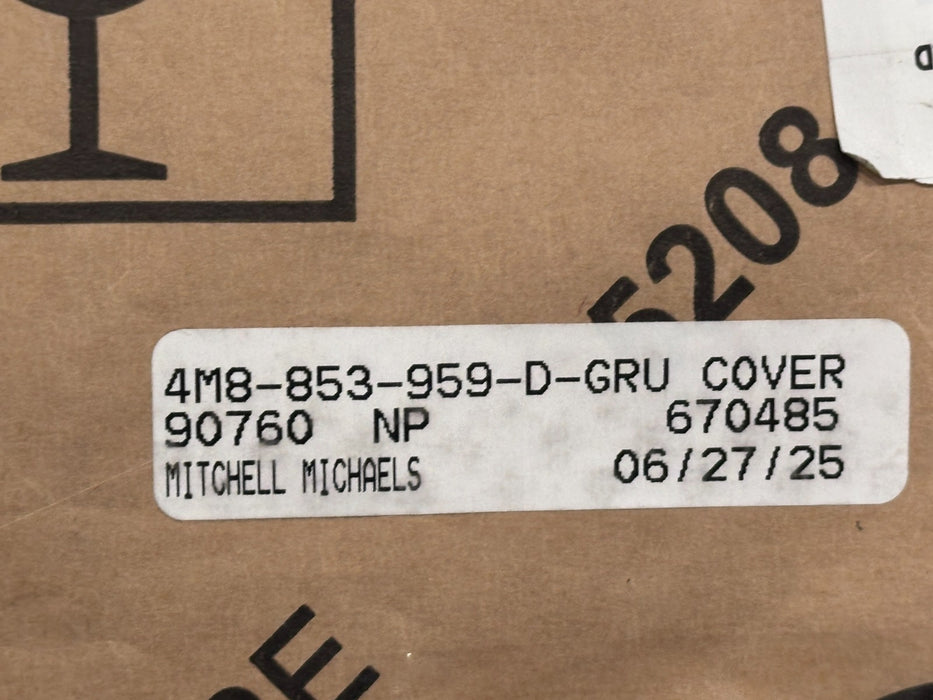 5208
4M8-853-959-D-GRU COVER
90760 NP 670485
MITCHELL MICHAELS 06/27/25